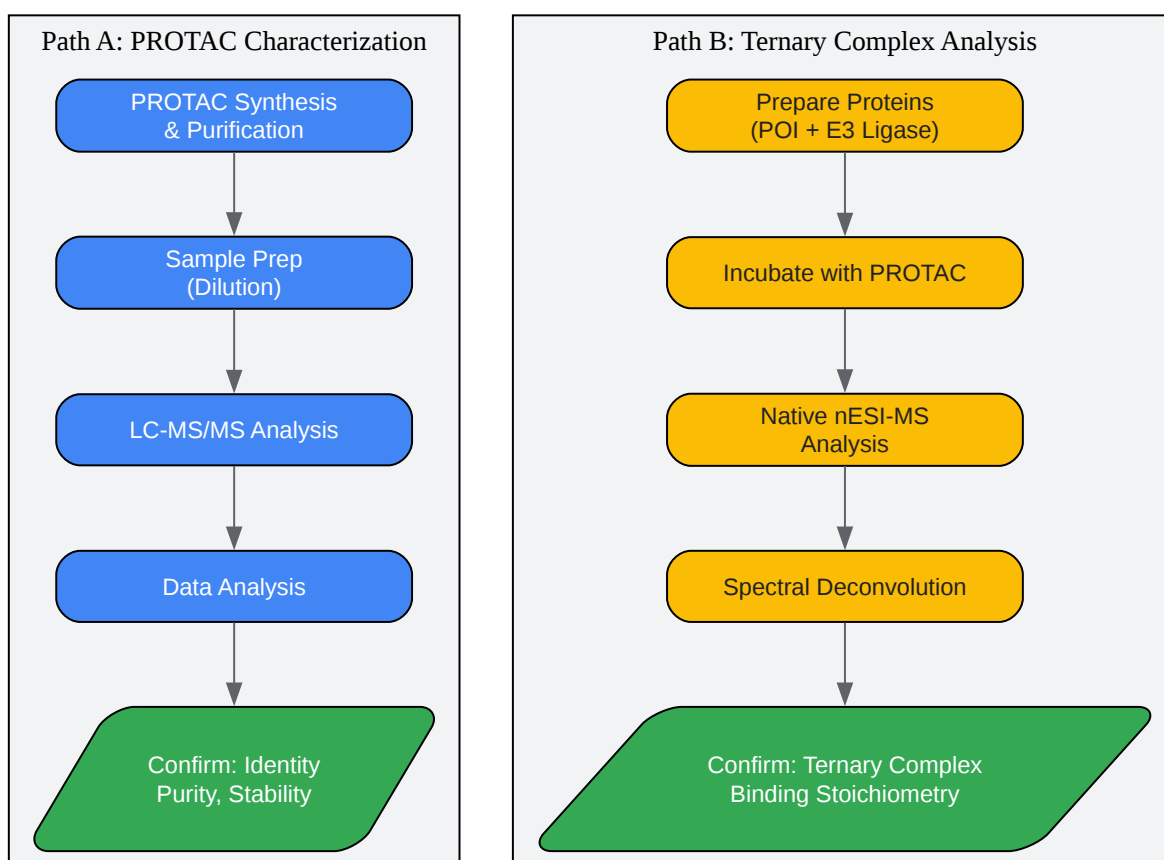 Path A: PROTAC Characterization
PROTAC Synthesis
& Purification
Sample Prep
(Dilution)
LC-MS/MS Analysis
Data Analysis
Confirm: Identity
Purity, Stability
Path B: Ternary Complex Analysis
Prepare Proteins
(POI + E3 Ligase)
Incubate with PROTAC
Native nESI-MS
Analysis
Spectral Deconvolution
Confirm: Ternary Complex
Binding Stoichiometry